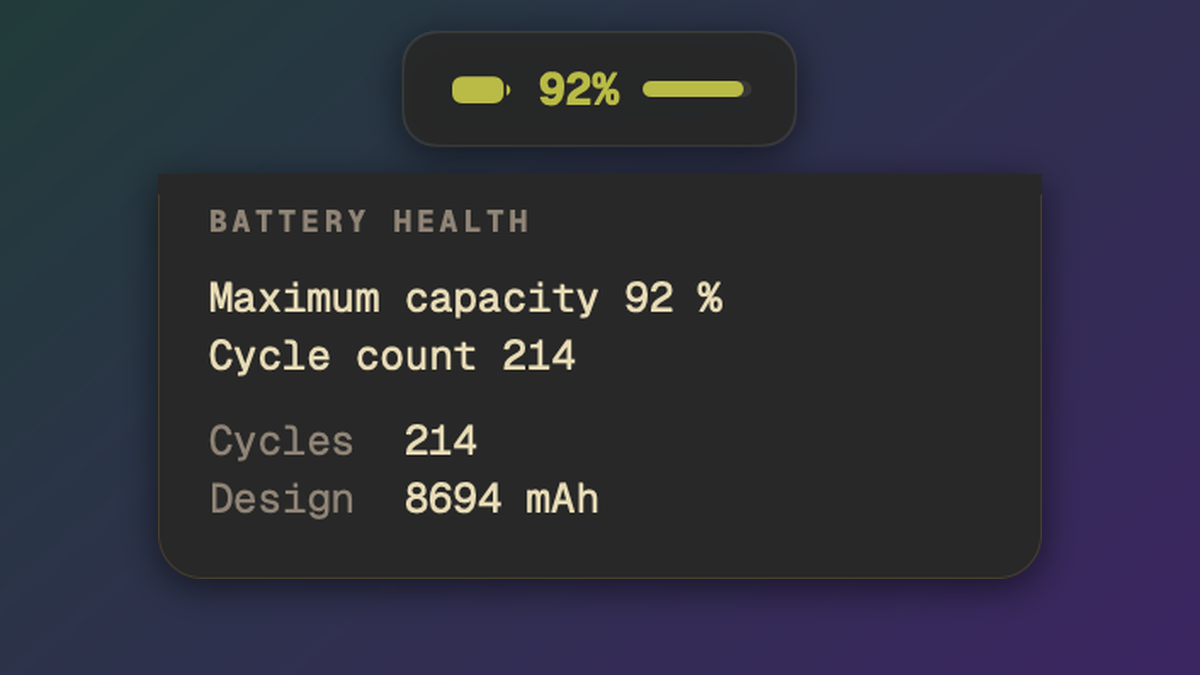 92%
BATTERY HEALTH
Maximum capacity 92 %
Cycle count 214
Cycles 214
Design 8694 mAh